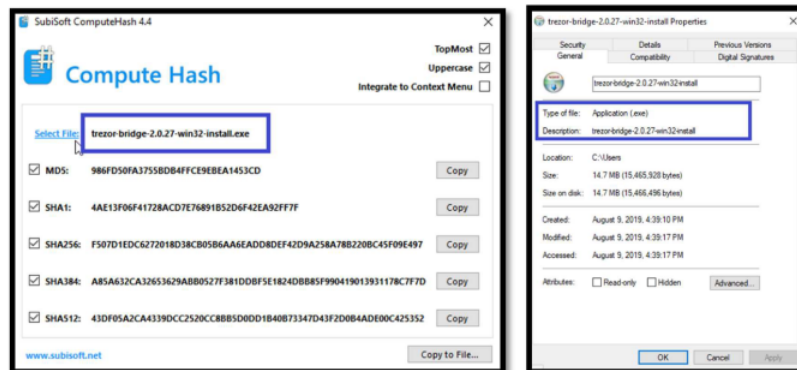 SubiSoft ComputeHash 4.4
TopMost
Uppercase
Integrate to Context Menu
Compute Hash
Select File: trezor-bridge-2.0.27-win32-install.exe
MD5: 986FD50FA3755BDB4FFCE9EBEA1453CD Copy
SHA1: 4AE13F06F41728ACD7E76891B52D6F42EA92FF7F Copy
SHA256: F507D1EDC6272018D38CB05B6AA6EADD8DEF42D9A258A78B220BC45F09E497 Copy
SHA384: A85A632CA32653629ABB0527F381DDBF5E1824DBB85F990419013931178C7F7D Copy
SHA512: 43DF05A2CA4339DCC2520CC8BB5D0DD1B40B73347D43F2D0B4ADE00C425352 Copy
www.subisoft.net
Copy to File...
trezor-bridge-2.0.27-win32-install Properties
Security Details Previous Versions
General Compatibility Digital Signatures
trezor-bridge-2.0.27-win32-install
Type of file: Application (.exe)
Description: trezor-bridge-2.0.27-win32-install
Location: C:\Users
Size: 14.7 MB (15,465,928 bytes)
Size on disk: 14.7 MB (15,466,496 bytes)
Created: August 9, 2019, 4:39:10 PM
Modified: August 9, 2019, 4:39:17 PM
Accessed: August 9, 2019, 4:39:17 PM
Attributes: Read-only Hidden Advanced...
OK Cancel Apply